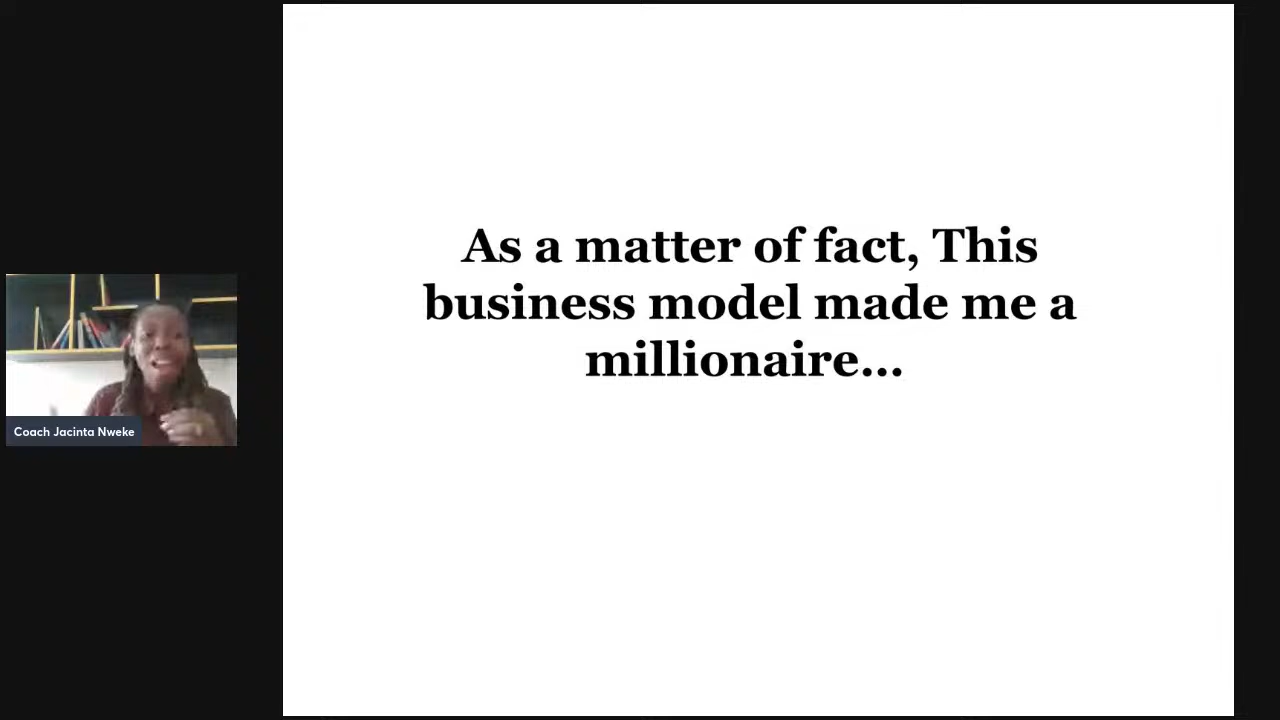 As a matter of fact, This
business model made me a
millionaire...
Coach Jacinta Nweke